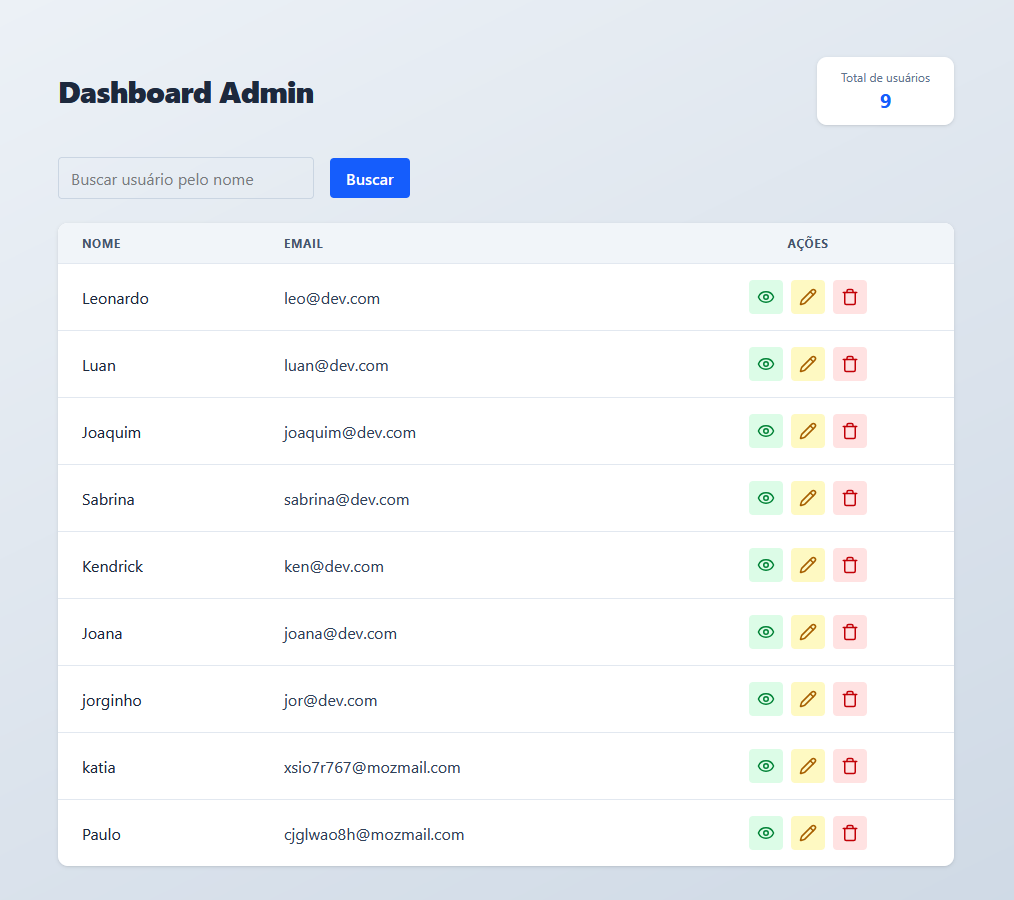 Dashboard Admin
Total de usuários
9
Buscar usuário pelo nome
Buscar
NOME EMAIL AÇÕES
Leonardo leo@dev.com
Luan luan@dev.com
Joaquim joaquim@dev.com
Sabrina sabrina@dev.com
Kendrick ken@dev.com
Joana joana@dev.com
jorginho jor@dev.com
katia xsio7r767@mozmail.com
Paulo cjglwao8h@mozmail.com